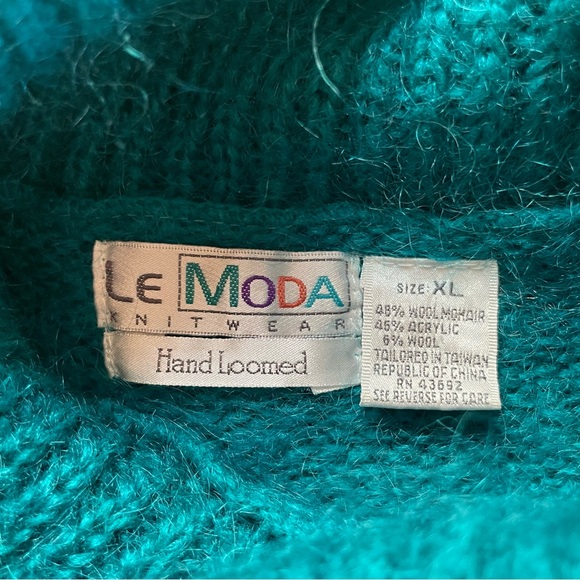 LE MODA
KNITWEAR
Hand Loomed
SIZE: XL
48% WOOL MOHAIR
46% ACRYLIC
6% WOOL
TAILORED IN TAIWAN
REPUBLIC OF CHINA
RN 43692
SEE REVERSE FOR CARE